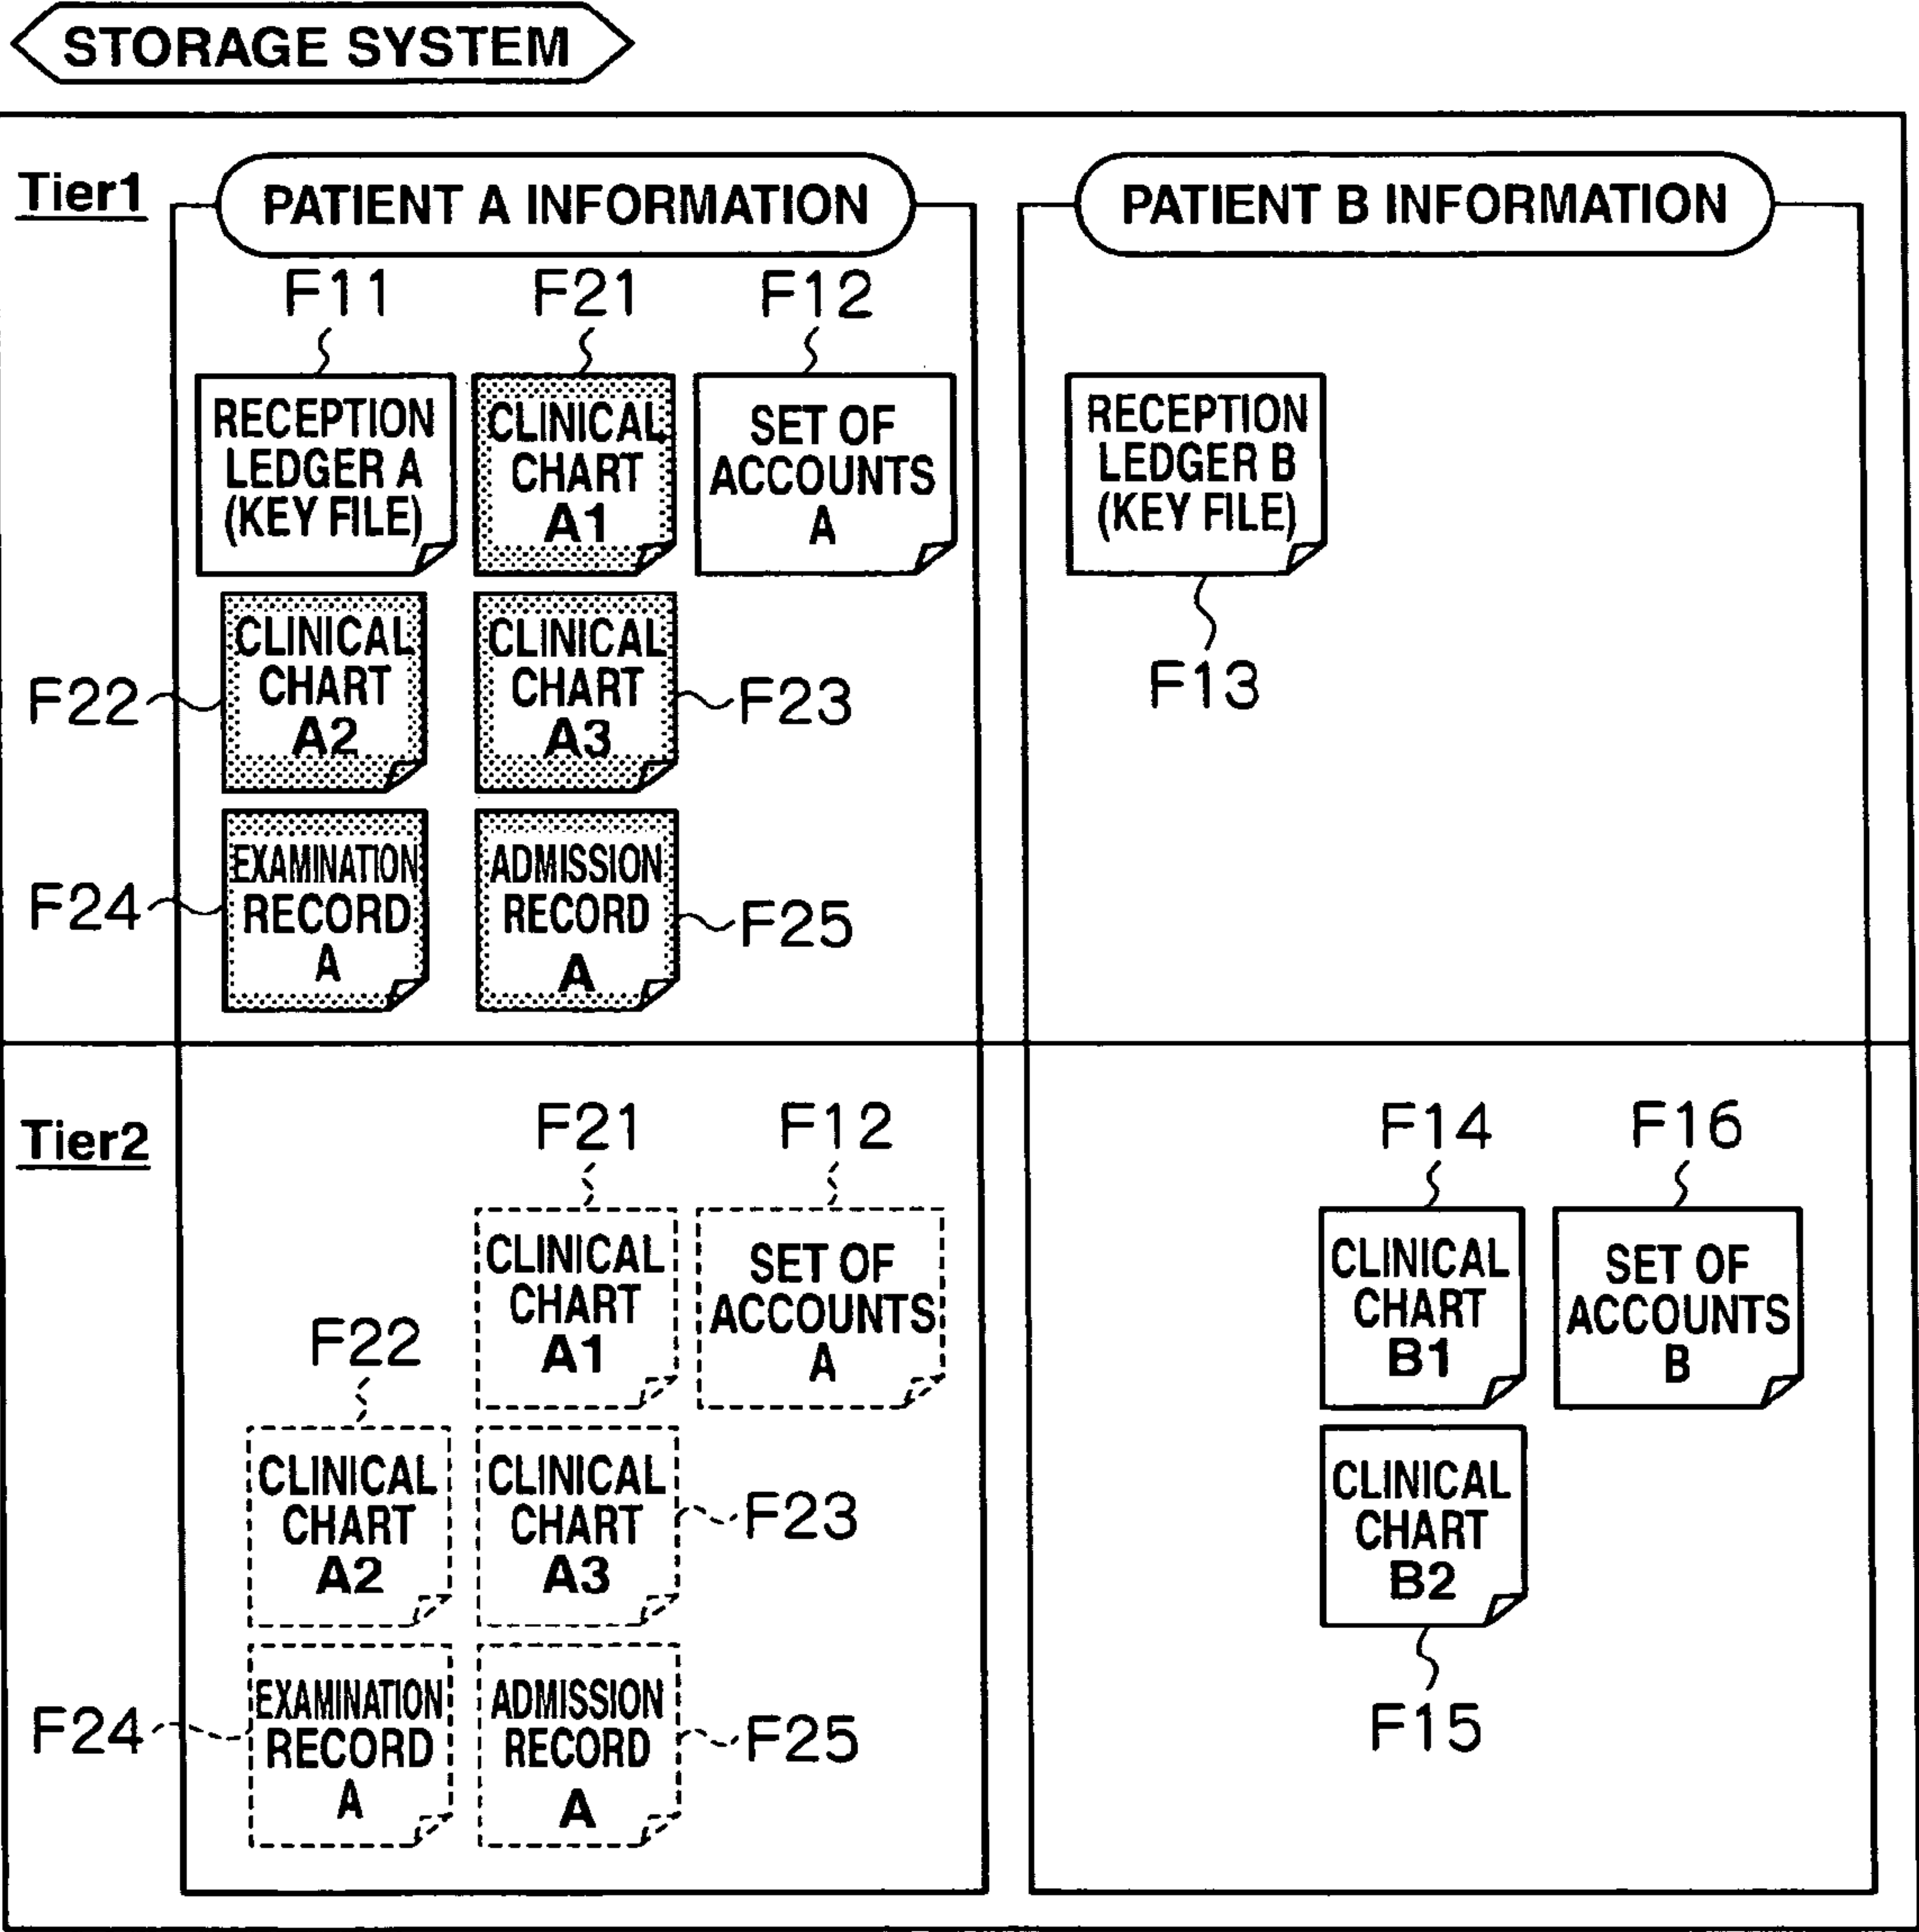 STORAGE SYSTEM
Tier1
PATIENT A INFORMATION
PATIENT B INFORMATION
F11
F21
F12
RECEPTION
LEDGER A
(KEY FILE)
CLINICAL
CHART
A1
SET OF
ACCOUNTS
A
RECEPTION
LEDGER B
(KEY FILE)
F13
F22
CLINICAL
CHART
A2
CLINICAL
CHART
A3
F23
F24
EXAMINATION
RECORD
A
ADMISSION
RECORD
A
F25
Tier2
F21
F12
F14
F16
CLINICAL
CHART
A1
SET OF
ACCOUNTS
A
CLINICAL
CHART
B1
SET OF
ACCOUNTS
B
F22
CLINICAL
CHART
A2
CLINICAL
CHART
A3
F23
CLINICAL
CHART
B2
F15
F24
EXAMINATION
RECORD
A
ADMISSION
RECORD
A
F25